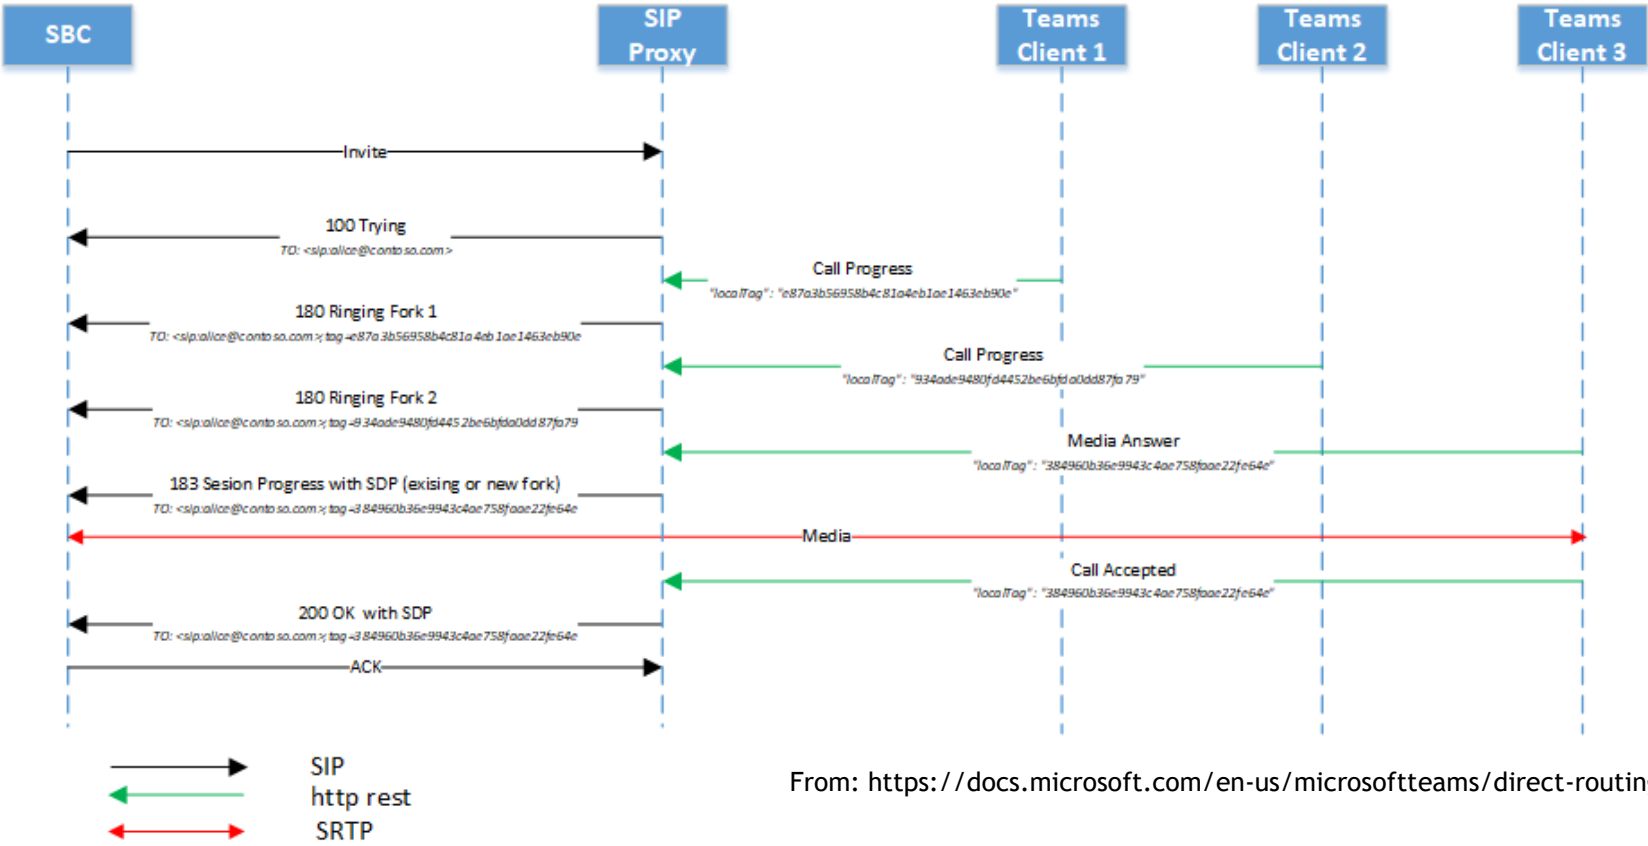 SBC
SIP
Proxy
Teams
Client 1
Teams
Client 2
Teams
Client 3
Invite
100 Trying
TO: <sip:alice@contoso.com>
Call Progress
"localTag": "e87a3b56958b4c81a4eb1ae1463eb90e"
180 Ringing Fork 1
TO: <sip:alice@contoso.com>; tag=e87a3b56958b4c81a4eb1ae1463eb90e
Call Progress
"localTag": "934ade9480fd4452be6bfda0dd87fa79"
180 Ringing Fork 2
TO: <sip:alice@contoso.com>; tag=934ade9480fd4452be6bfda0dd87fa79
Media Answer
"localTag": "384960b36e9943c4ae758faae22fe64e"
183 Sesion Progress with SDP (exising or new fork)
TO: <sip:alice@contoso.com>; tag=384960b36e9943c4ae758faae22fe64e
Media
Call Accepted
"localTag": "384960b36e9943c4ae758faae22fe64e"
200 OK with SDP
TO: <sip:alice@contoso.com>; tag=384960b36e9943c4ae758faae22fe64e
ACK
SIP
http rest
SRTP
From: https://docs.microsoft.com/en-us/microsoftteams/direct-routin